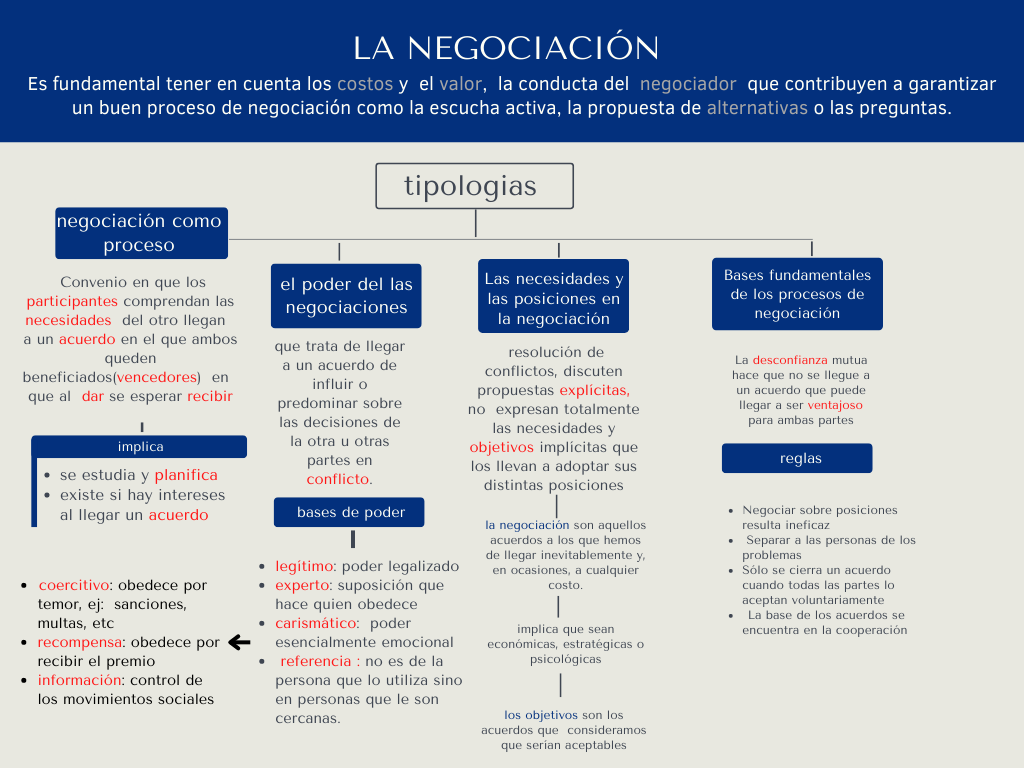 LA NEGOCIACIÓN
Es fundamental tener en cuenta los costos y el valor, la conducta del negociador que contribuyen a garantizar
un buen proceso de negociación como la escucha activa, la propuesta de alternativas o las preguntas.
tipologias
negociación como
proceso
Convenio en que los
participantes comprendan las
necesidades del otro llegan
a un acuerdo en el que ambos
queden
beneficiados(vencedores) en
que al dar se esperar recibir
implica
• se estudia y planifica
• existe si hay intereses
al llegar un acuerdo
• coercitivo: obedece por
temor, ej: sanciones,
multas, etc
• recompensa: obedece por
recibir el premio
• información: control de
los movimientos sociales
el poder del las
negociaciones
que trata de llegar
a un acuerdo de
influir o
predominar sobre
las decisiones de
la otra u otras
partes en
conflicto.
bases de poder
• legítimo: poder legalizado
• experto: suposición que
hace quien obedece
• carismático: poder
esencialmente emocional
• referencia : no es de la
persona que lo utiliza sino
en personas que le son
cercanas.
Las necesidades y
las posiciones en
la negociación
resolución de
conflictos, discuten
propuestas explícitas,
no expresan totalmente
las necesidades y
objetivos implícitas que
los llevan a adoptar sus
distintas posiciones
la negociación son aquellos
acuerdos a los que hemos
de llegar inevitablemente y,
en ocasiones, a cualquier
costo.
implica que sean
económicas, estratégicas o
psicológicas
los objetivos son los
acuerdos que consideramos
que serían aceptables
Bases fundamentales
de los procesos de
negociación
La desconfianza mutua
hace que no se llegue a
un acuerdo que puede
llegar a ser ventajoso
para ambas partes
reglas
• Negociar sobre posiciones
resulta ineficaz
• Separar a las personas de los
problemas
• Sólo se cierra un acuerdo
cuando todas las partes lo
aceptan voluntariamente
• La base de los acuerdos se
encuentra en la cooperación